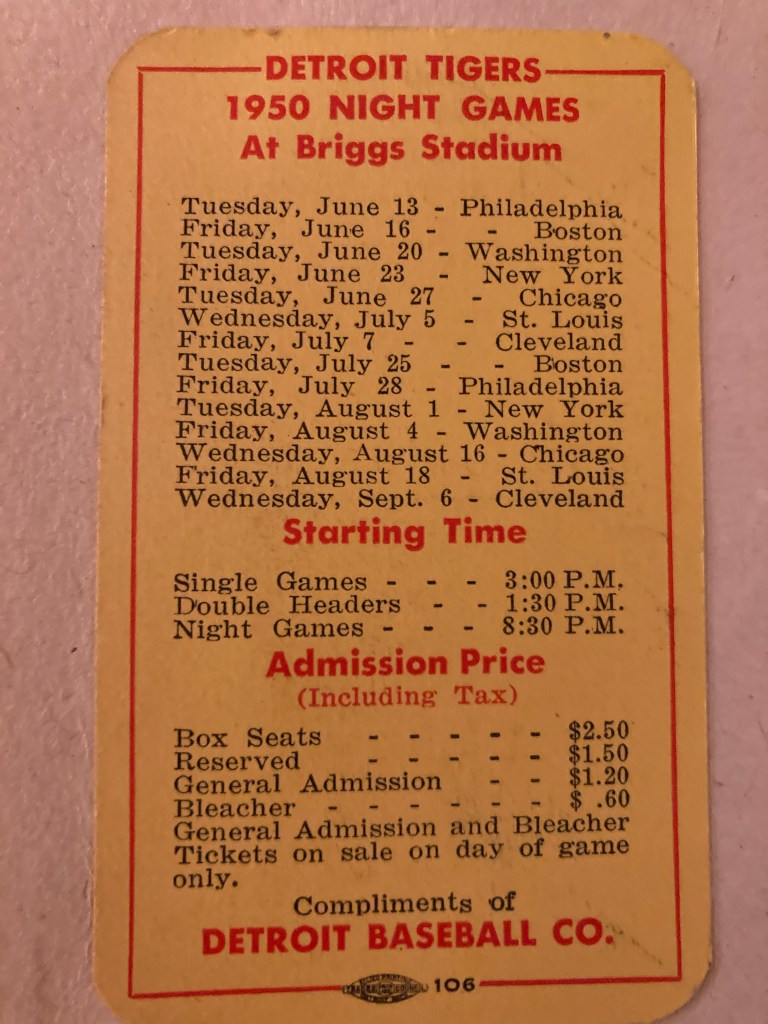 DETROIT TIGERS
1950 NIGHT GAMES
At Briggs Stadium
Tuesday, June 13 - Philadelphia
Friday, June 16 - - Boston
Tuesday, June 20 - Washington
Friday, June 23 - New York
Tuesday, June 27 - Chicago
Wednesday, July 5 - St. Louis
Friday, July 7 - - Cleveland
Tuesday, July 25 - - Boston
Friday, July 28 - Philadelphia
Tuesday, August 1 - New York
Friday, August 4 - Washington
Wednesday, August 16 - Chicago
Friday, August 18 - St. Louis
Wednesday, Sept. 6 - Cleveland
Starting Time
Single Games - - - 3:00 P.M.
Double Headers - - 1:30 P.M.
Night Games - - - 8:30 P.M.
Admission Price
(Including Tax)
Box Seats - - - - - $2.50
Reserved - - - - - $1.50
General Admission - - $1.20
Bleacher - - - - - - $ .60
General Admission and Bleacher
Tickets on sale on day of game
only.
Compliments of
DETROIT BASEBALL CO.
106